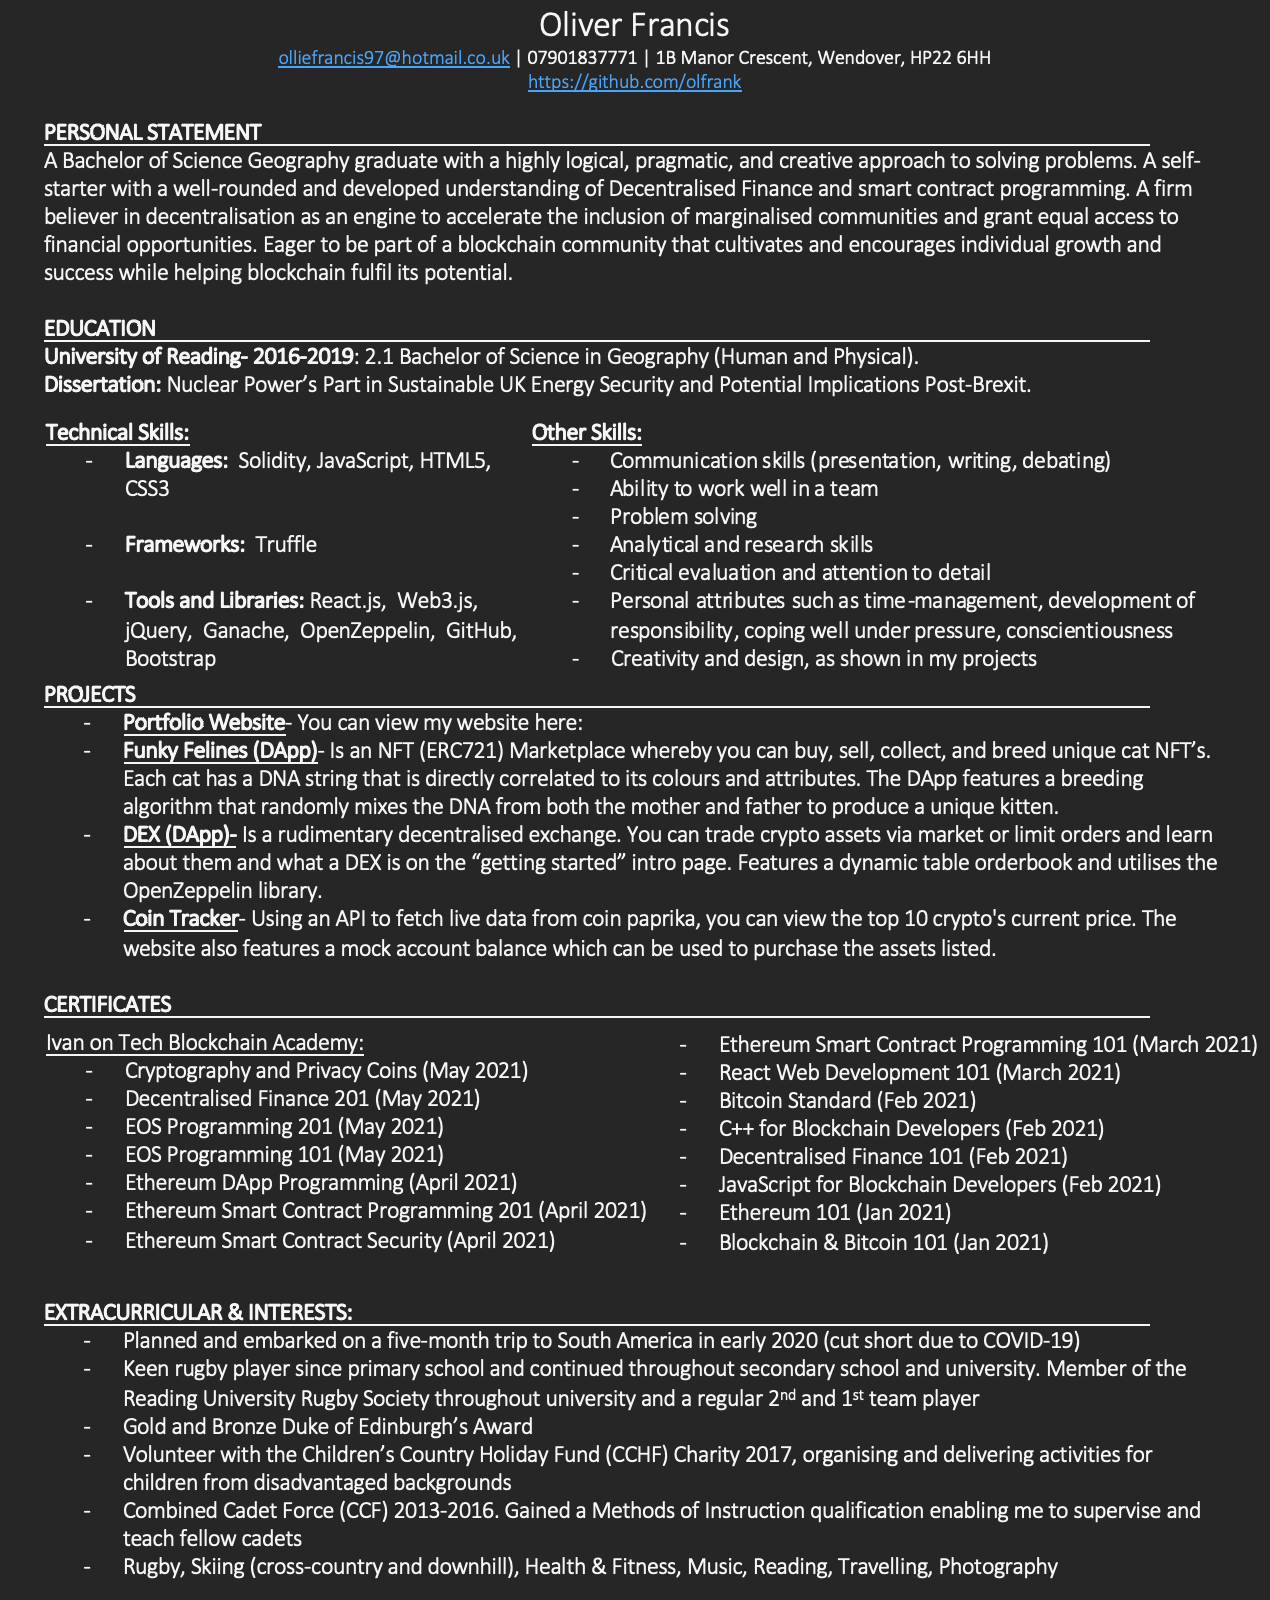 Oliver Francis
olliefrancis97@hotmail.co.uk | 07901837771 | 1B Manor Crescent, Wendover, HP22 6HH
https://github.com/olfrank
PERSONAL STATEMENT
A Bachelor of Science Geography graduate with a highly logical, pragmatic, and creative approach to solving problems. A self-
starter with a well-rounded and developed understanding of Decentralised Finance and smart contract programming. A firm
believer in decentralisation as an engine to accelerate the inclusion of marginalised communities and grant equal access to
financial opportunities. Eager to be part of a blockchain community that cultivates and encourages individual growth and
success while helping blockchain fulfil its potential.
EDUCATION
University of Reading- 2016-2019: 2.1 Bachelor of Science in Geography (Human and Physical).
Dissertation: Nuclear Power’s Part in Sustainable UK Energy Security and Potential Implications Post-Brexit.
Technical Skills:
- Languages: Solidity, JavaScript, HTML5,
CSS3
- Frameworks: Truffle
- Tools and Libraries: React.js, Web3.js,
jQuery, Ganache, OpenZeppelin, GitHub,
Bootstrap
Other Skills:
- Communication skills (presentation, writing, debating)
- Ability to work well in a team
- Problem solving
- Analytical and research skills
- Critical evaluation and attention to detail
- Personal attributes such as time-management, development of
responsibility, coping well under pressure, conscientiousness
- Creativity and design, as shown in my projects
PROJECTS
- Portfolio Website- You can view my website here:
- Funky Felines (DApp)- Is an NFT (ERC721) Marketplace whereby you can buy, sell, collect, and breed unique cat NFT’s.
Each cat has a DNA string that is directly correlated to its colours and attributes. The DApp features a breeding
algorithm that randomly mixes the DNA from both the mother and father to produce a unique kitten.
- DEX (DApp)- Is a rudimentary decentralised exchange. You can trade crypto assets via market or limit orders and learn
about them and what a DEX is on the “getting started” intro page. Features a dynamic table orderbook and utilises the
OpenZeppelin library.
- Coin Tracker- Using an API to fetch live data from coin paprika, you can view the top 10 crypto's current price. The
website also features a mock account balance which can be used to purchase the assets listed.
CERTIFICATES
Ivan on Tech Blockchain Academy:
- Cryptography and Privacy Coins (May 2021)
- Decentralised Finance 201 (May 2021)
- EOS Programming 201 (May 2021)
- EOS Programming 101 (May 2021)
- Ethereum DApp Programming (April 2021)
- Ethereum Smart Contract Programming 201 (April 2021)
- Ethereum Smart Contract Security (April 2021)
- Ethereum Smart Contract Programming 101 (March 2021)
- React Web Development 101 (March 2021)
- Bitcoin Standard (Feb 2021)
- C++ for Blockchain Developers (Feb 2021)
- Decentralised Finance 101 (Feb 2021)
- JavaScript for Blockchain Developers (Feb 2021)
- Ethereum 101 (Jan 2021)
- Blockchain & Bitcoin 101 (Jan 2021)
EXTRACURRICULAR & INTERESTS:
- Planned and embarked on a five-month trip to South America in early 2020 (cut short due to COVID-19)
- Keen rugby player since primary school and continued throughout secondary school and university. Member of the
Reading University Rugby Society throughout university and a regular 2nd and 1st team player
- Gold and Bronze Duke of Edinburgh’s Award
- Volunteer with the Children’s Country Holiday Fund (CCHF) Charity 2017, organising and delivering activities for
children from disadvantaged backgrounds
- Combined Cadet Force (CCF) 2013-2016. Gained a Methods of Instruction qualification enabling me to supervise and
teach fellow cadets
- Rugby, Skiing (cross-country and downhill), Health & Fitness, Music, Reading, Travelling, Photography